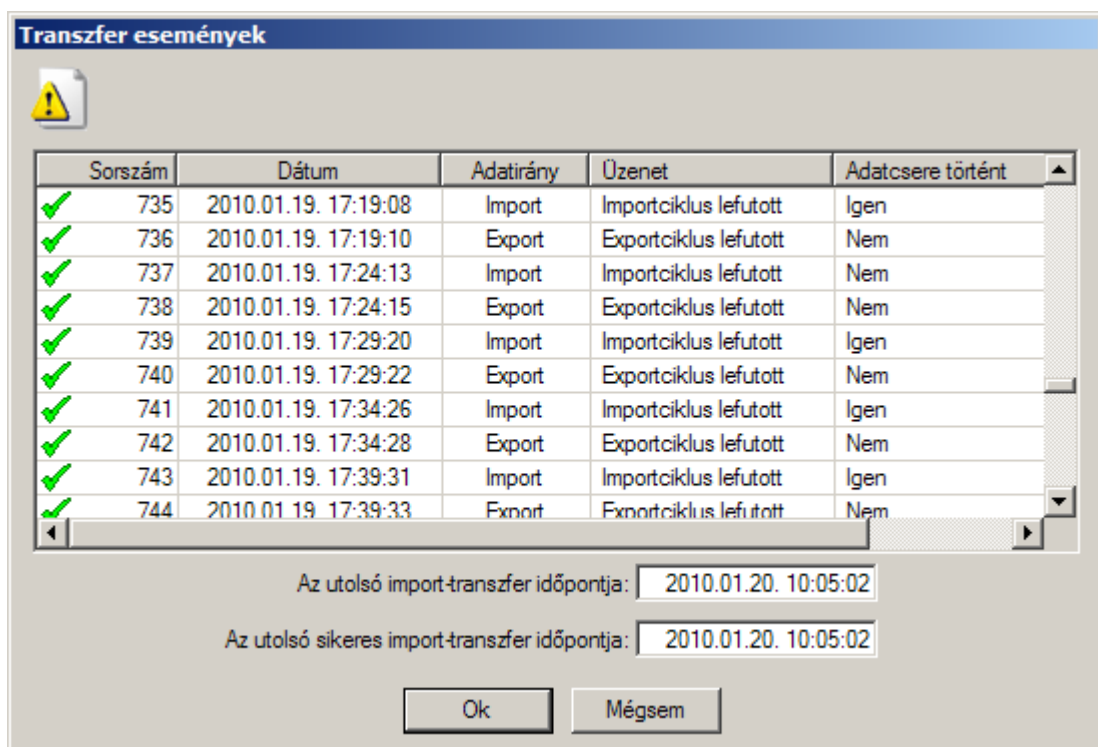 Transzfer események
Sorszám Dátum Adatirány Üzenet Adatcsere történt
735 2010.01.19. 17:19:08 Import Importciklus lefutott Igen
736 2010.01.19. 17:19:10 Export Exportciklus lefutott Nem
737 2010.01.19. 17:24:13 Import Importciklus lefutott Nem
738 2010.01.19. 17:24:15 Export Exportciklus lefutott Nem
739 2010.01.19. 17:29:20 Import Importciklus lefutott Igen
740 2010.01.19. 17:29:22 Export Exportciklus lefutott Nem
741 2010.01.19. 17:34:26 Import Importciklus lefutott Igen
742 2010.01.19. 17:34:28 Export Exportciklus lefutott Nem
743 2010.01.19. 17:39:31 Import Importciklus lefutott Igen
744 2010.01.19. 17:39:33 Export Exportciklus lefutott Nem
Az utolsó import-transzfer időpontja: 2010.01.20. 10:05:02
Az utolsó sikeres import-transzfer időpontja: 2010.01.20. 10:05:02
Ok Mégsem